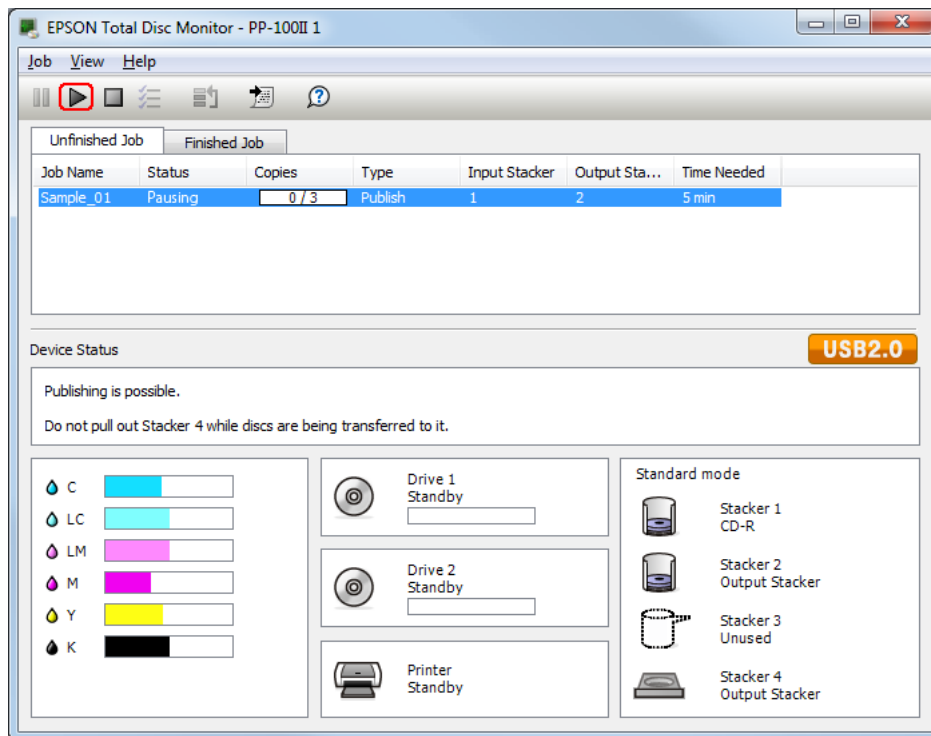 EPSON Total Disc Monitor - PP-100II 1
Job View Help
Unfinished Job Finished Job
Job Name Status Copies Type Input Stacker Output Sta... Time Needed
Sample_01 Pausing 0 / 3 Publish 1 2 5 min
Device Status USB2.0
Publishing is possible.
Do not pull out Stacker 4 while discs are being transferred to it.
C
LC
LM
M
Y
K
Drive 1
Standby
Drive 2
Standby
Printer
Standby
Standard mode
Stacker 1
CD-R
Stacker 2
Output Stacker
Stacker 3
Unused
Stacker 4
Output Stacker